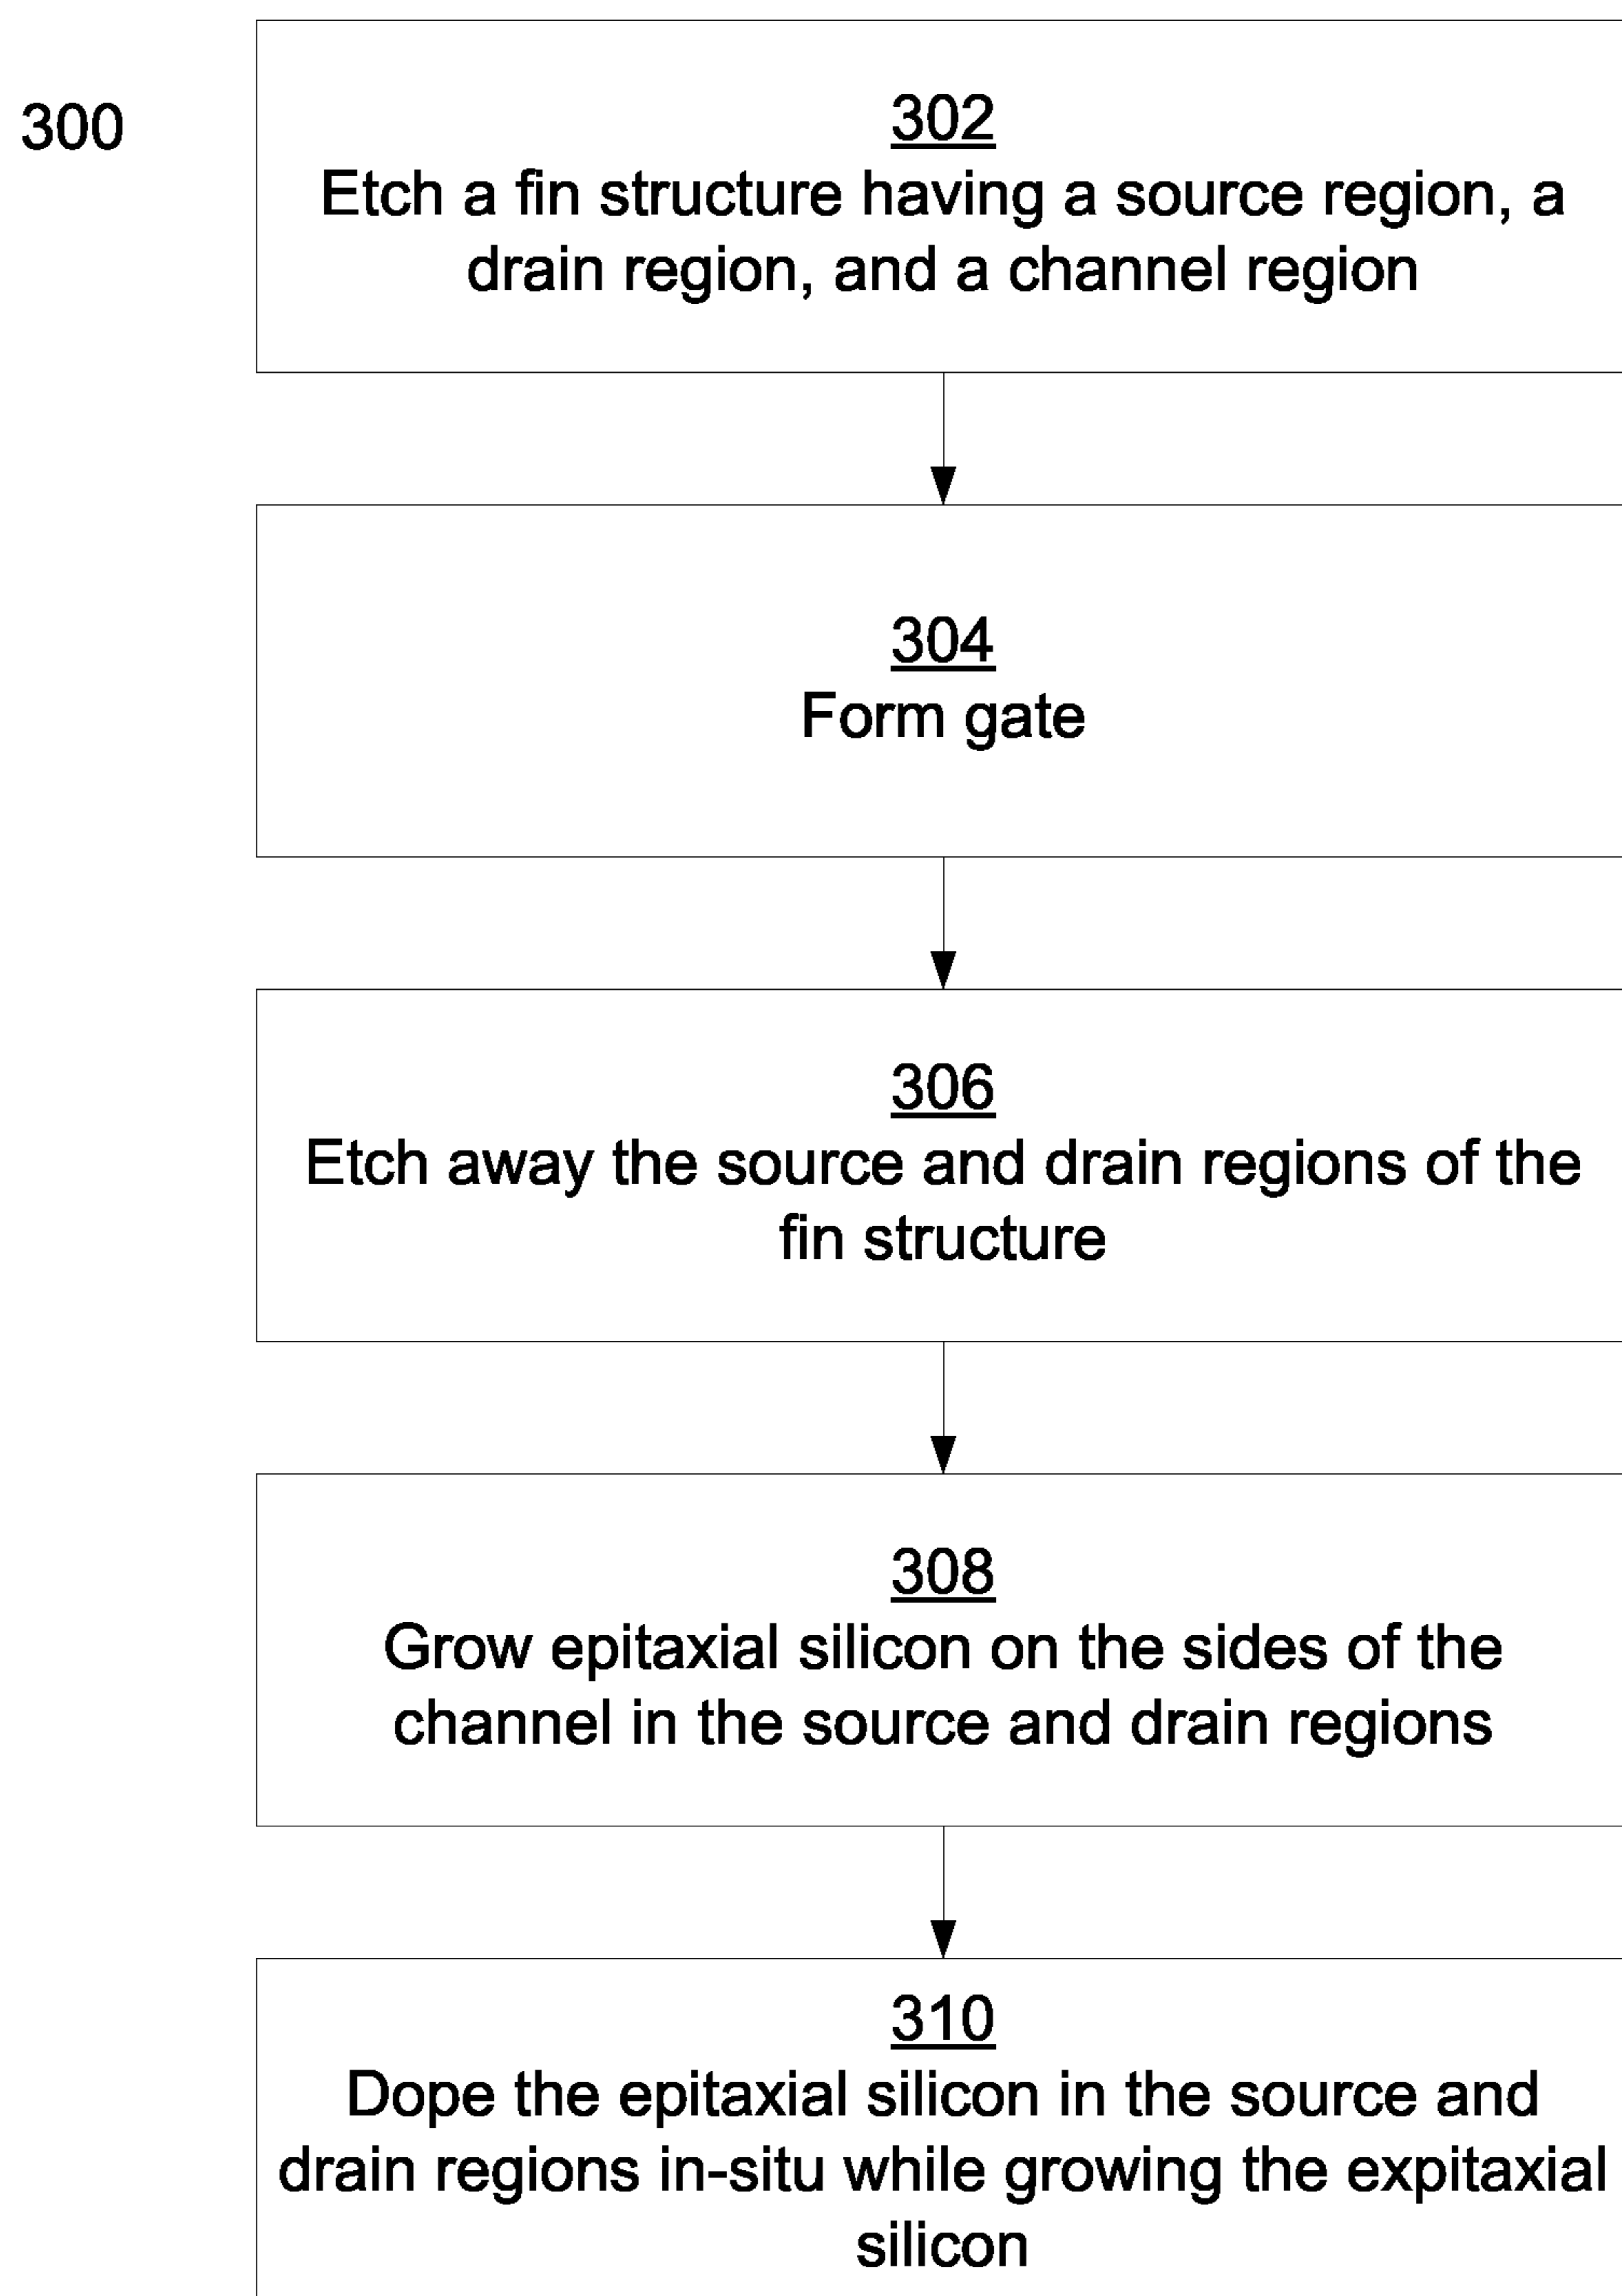 300
302
Etch a fin structure having a source region, a
drain region, and a channel region
304
Form gate
306
Etch away the source and drain regions of the
fin structure
308
Grow epitaxial silicon on the sides of the
channel in the source and drain regions
310
Dope the epitaxial silicon in the source and
drain regions in-situ while growing the expitaxial
silicon